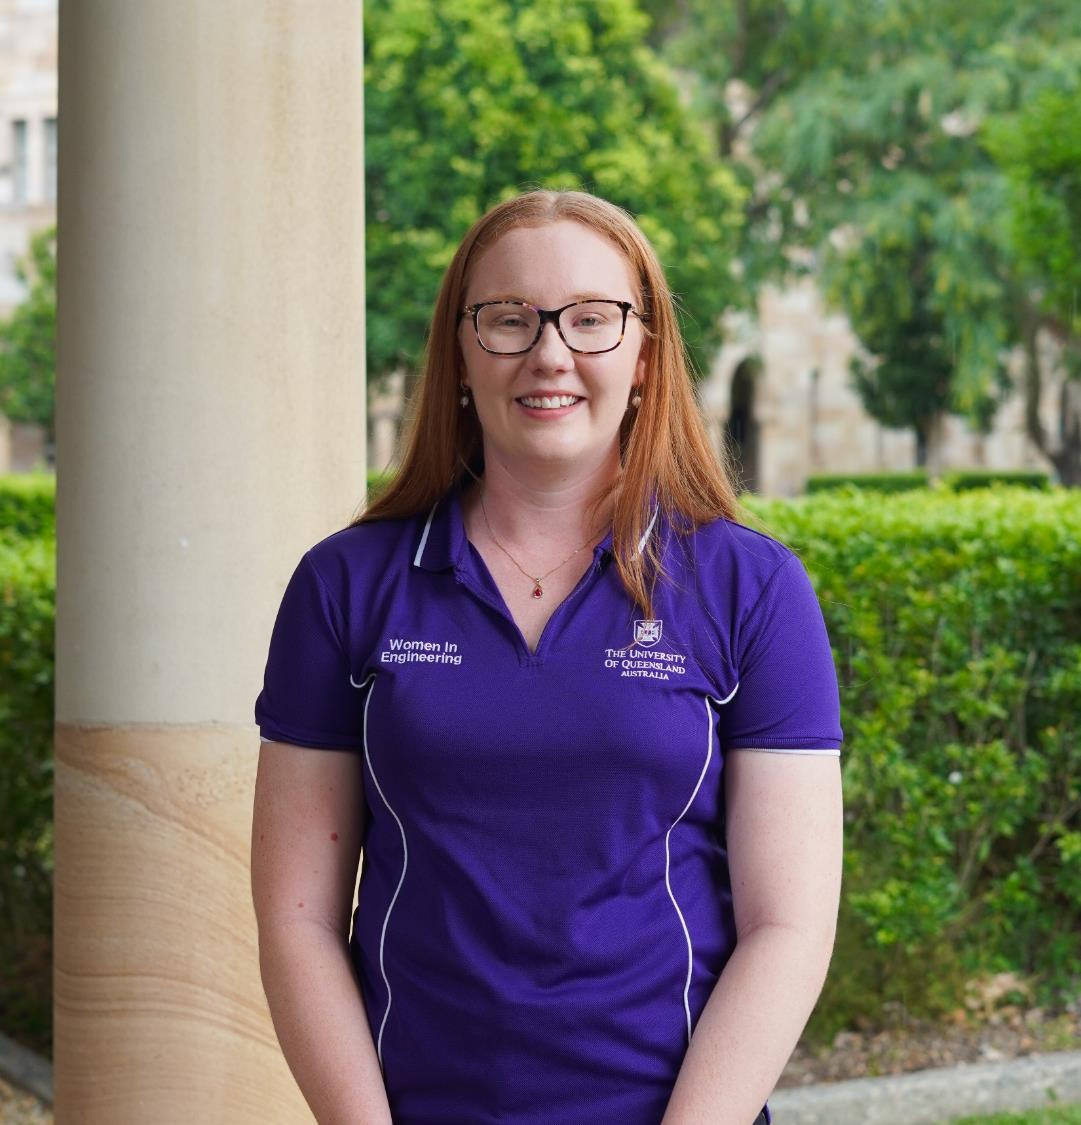 Women In
Engineering
THE UNIVERSITY
OF QUEENSLAND
AUSTRALIA